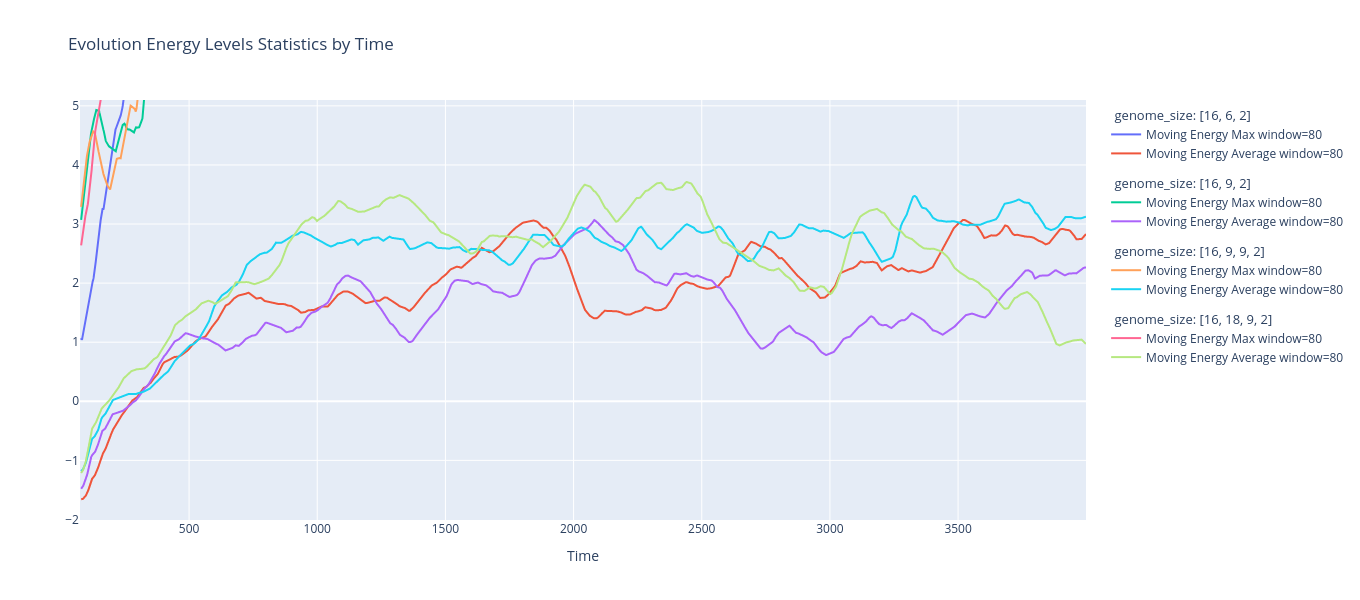 Evolution Energy Levels Statistics by Time
5
4
3
2
1
0
−1
−2
500
1000
1500
2000
2500
3000
3500
Time
genome_size: [16, 6, 2]
Moving Energy Max window=80
Moving Energy Average window=80
genome_size: [16, 9, 2]
Moving Energy Max window=80
Moving Energy Average window=80
genome_size: [16, 9, 9, 2]
Moving Energy Max window=80
Moving Energy Average window=80
genome_size: [16, 18, 9, 2]
Moving Energy Max window=80
Moving Energy Average window=80